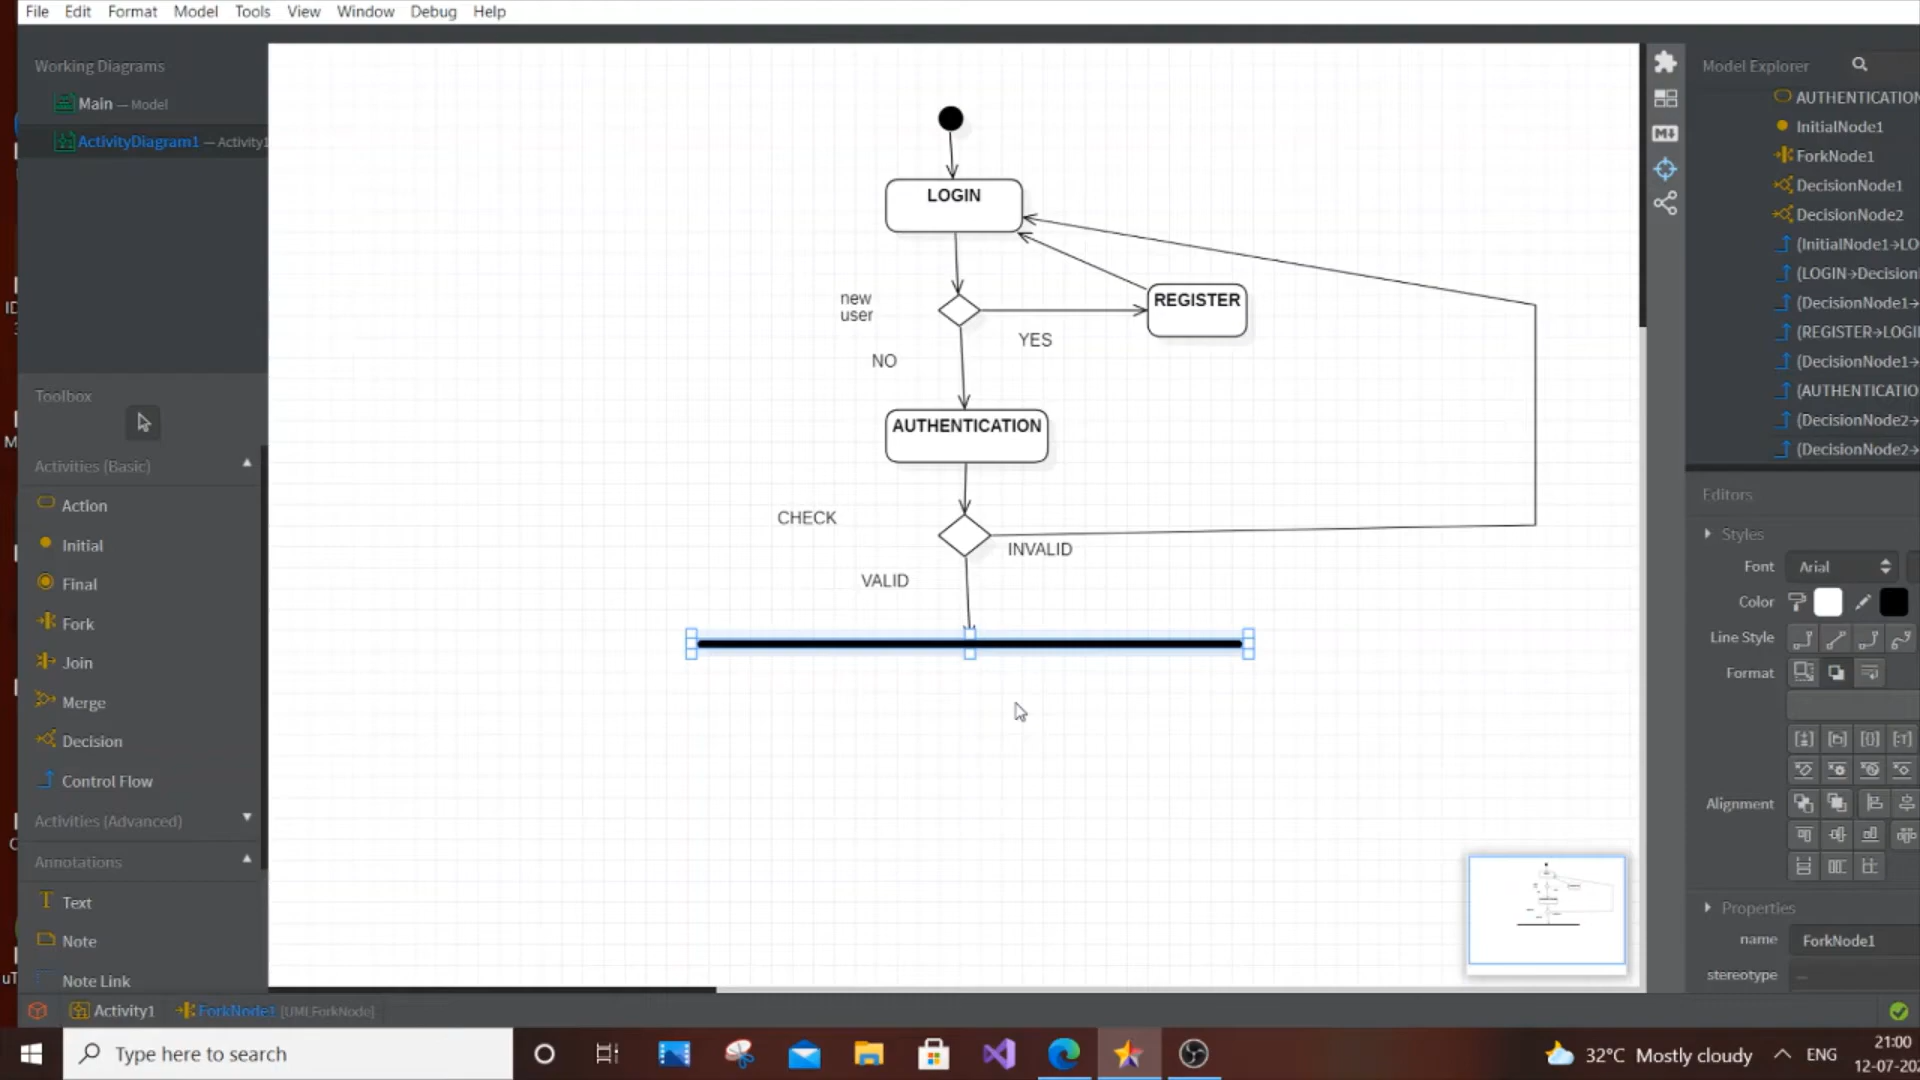 File Edit Format Model Tools View Window Debug Help
Working Diagrams
Main — Model
ActivityDiagram1 — Activity1
Toolbox
Activities (Basic)
Action
Initial
Final
Fork
Join
Merge
Decision
Control Flow
Activities (Advanced)
Annotations
Text
Note
Note Link
LOGIN
new
user
REGISTER
YES
NO
AUTHENTICATION
CHECK
INVALID
VALID
Model Explorer
AUTHENTICATION
InitialNode1
ForkNode1
DecisionNode1
DecisionNode2
(InitialNode1→LO
(LOGIN→Decision
(DecisionNode1→
(REGISTER→LOGI
(DecisionNode1→
(AUTHENTICATIO
(DecisionNode2→
(DecisionNode2→
Editors
Styles
Font Arial
Color
Line Style
Format
Alignment
Properties
name ForkNode1
stereotype —
Activity1 ForkNode1 [UMLForkNode]
Type here to search
32°C Mostly cloudy ENG
21:00
12-07-202